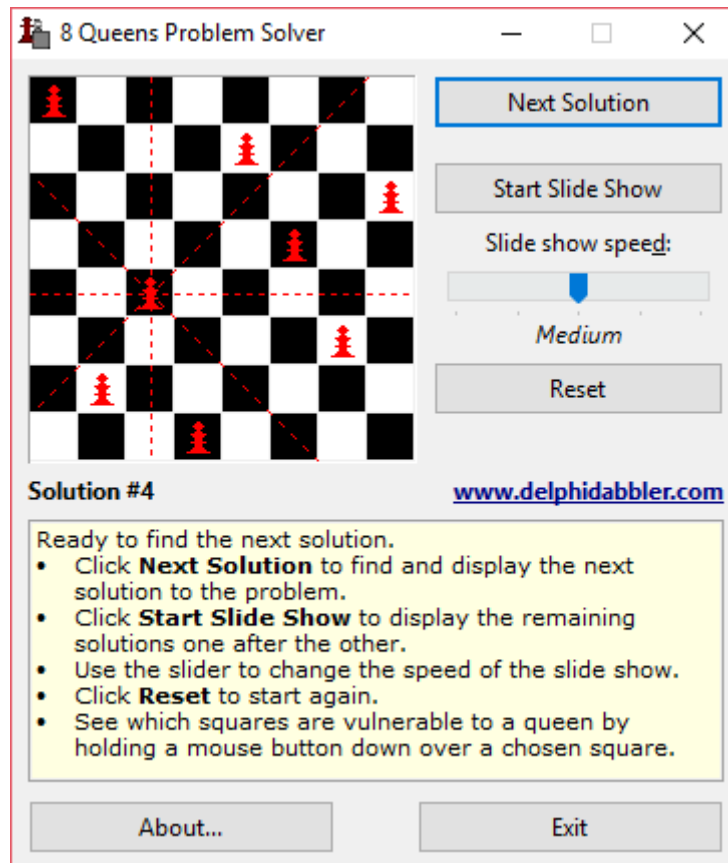 8 Queens Problem Solver
Next Solution
Start Slide Show
Slide show speed:
Medium
Reset
Solution #4
www.delphidabbler.com
Ready to find the next solution.
• Click Next Solution to find and display the next
solution to the problem.
• Click Start Slide Show to display the remaining
solutions one after the other.
• Use the slider to change the speed of the slide show.
• Click Reset to start again.
• See which squares are vulnerable to a queen by
holding a mouse button down over a chosen square.
About...
Exit